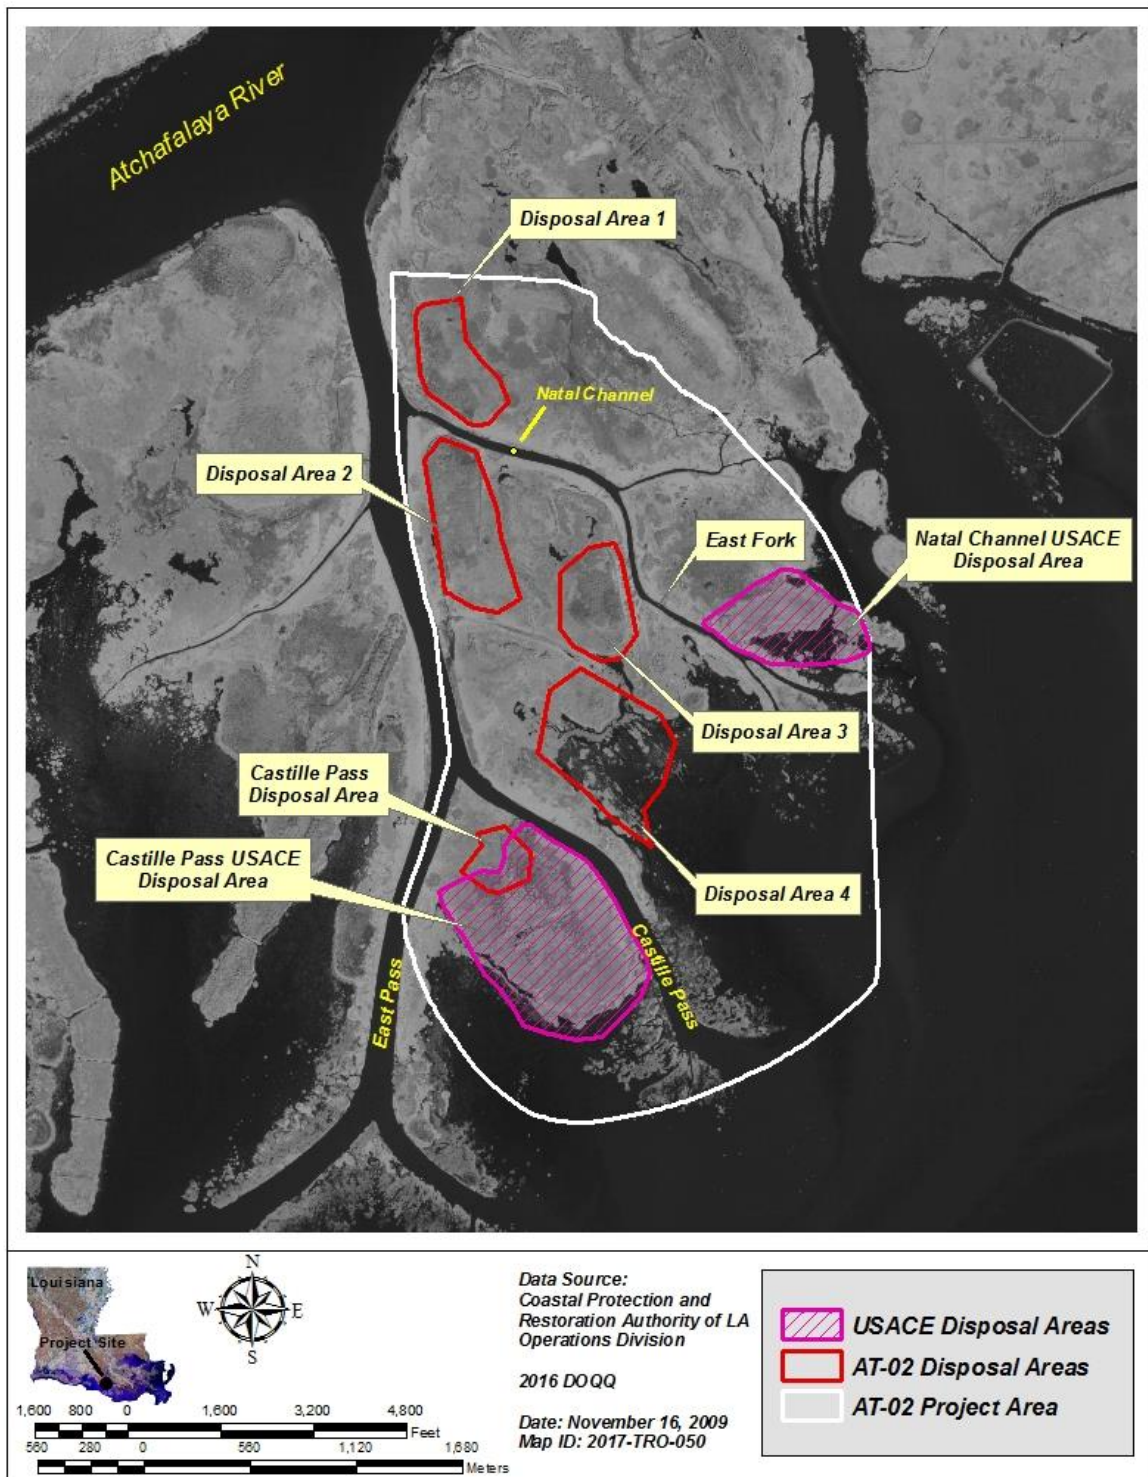 Atchafalaya River
Disposal Area 1
Natal Channel
Disposal Area 2
East Fork
Natal Channel USACE
Disposal Area
Disposal Area 3
Castille Pass
Disposal Area
Castille Pass USACE
Disposal Area
Disposal Area 4
Castille Pass
East Pass
Louisiana
Project Site
N
W E
S
1,600 800 0 1,600 3,200 4,800
Feet
560 280 0 560 1,120 1,680
Meters
Data Source:
Coastal Protection and
Restoration Authority of LA
Operations Division
2016 DOQQ
Date: November 16, 2009
Map ID: 2017-TRO-050
USACE Disposal Areas
AT-02 Disposal Areas
AT-02 Project Area